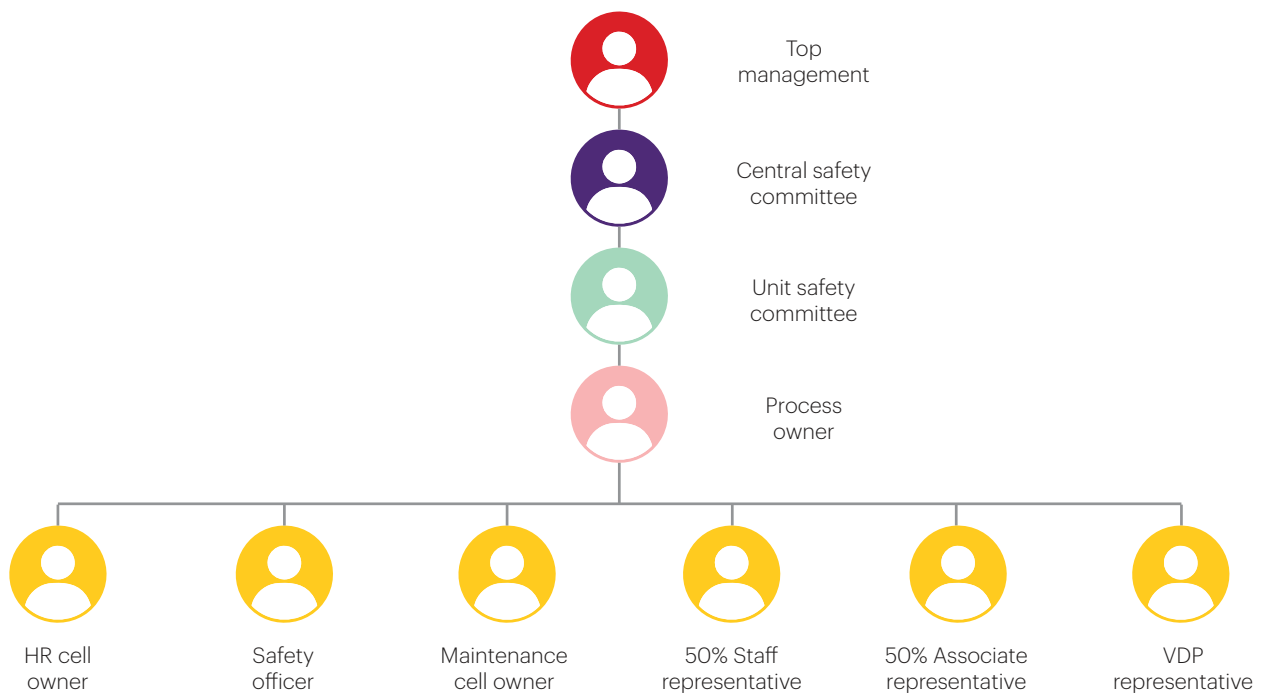 Top
management
Central safety
committee
Unit safety
committee
Process
owner
HR cell
owner
Safety
officer
Maintenance
cell owner
50% Staff
representative
50% Associate
representative
VDP
representative